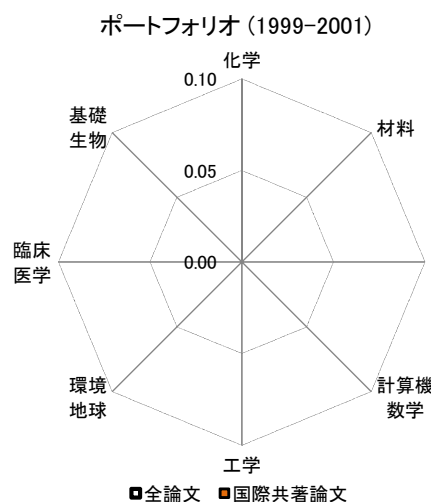 ポートフォリオ (1999-2001)
化学
0.10
基礎
生物
材料
0.05
臨床
医学
0.00
環境
地球
計算機
数学
工学
全論文 国際共著論文